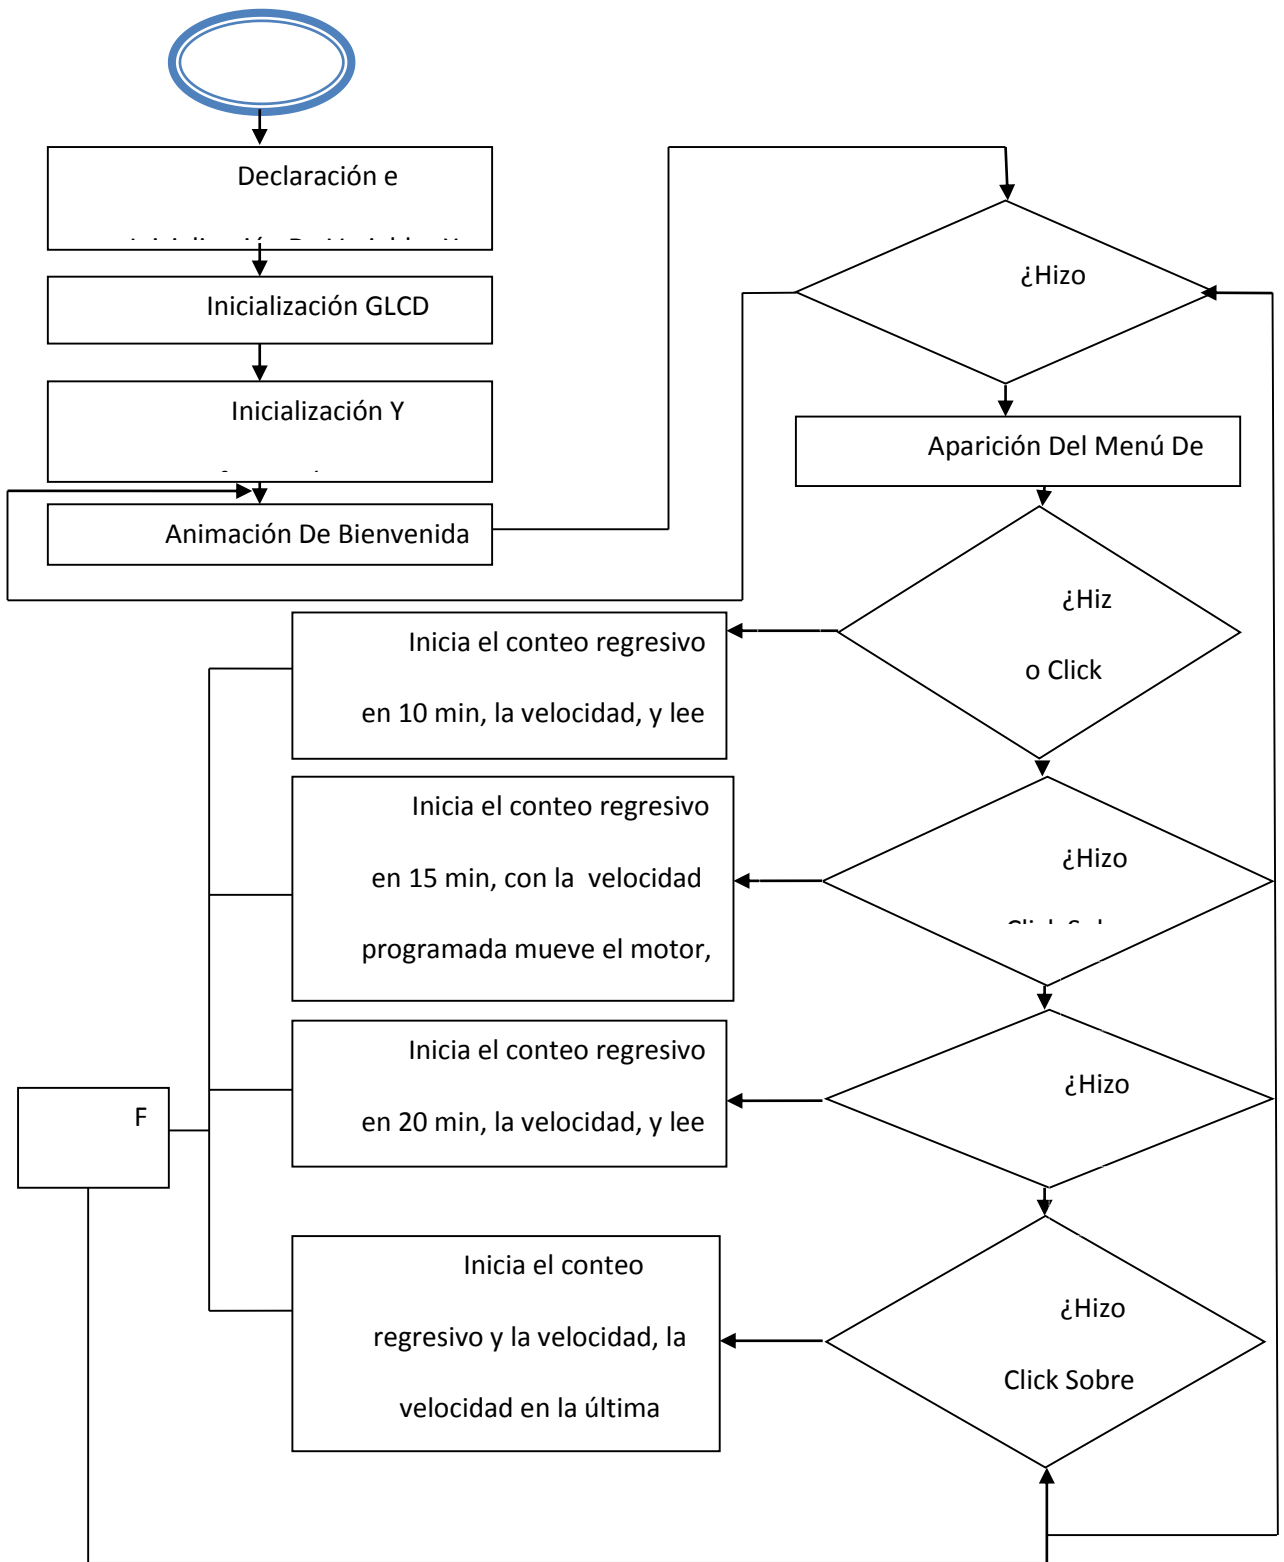 Declaración e
Inicialización GLCD
Inicialización Y
Animación De Bienvenida
¿Hizo
Aparición Del Menú De
¿Hiz
o Click
Inicia el conteo regresivo
en 10 min, la velocidad, y lee
¿Hizo
Inicia el conteo regresivo
en 15 min, con la velocidad
programada mueve el motor,
¿Hizo
Inicia el conteo regresivo
en 20 min, la velocidad, y lee
F
¿Hizo
Click Sobre
Inicia el conteo
regresivo y la velocidad, la
velocidad en la última